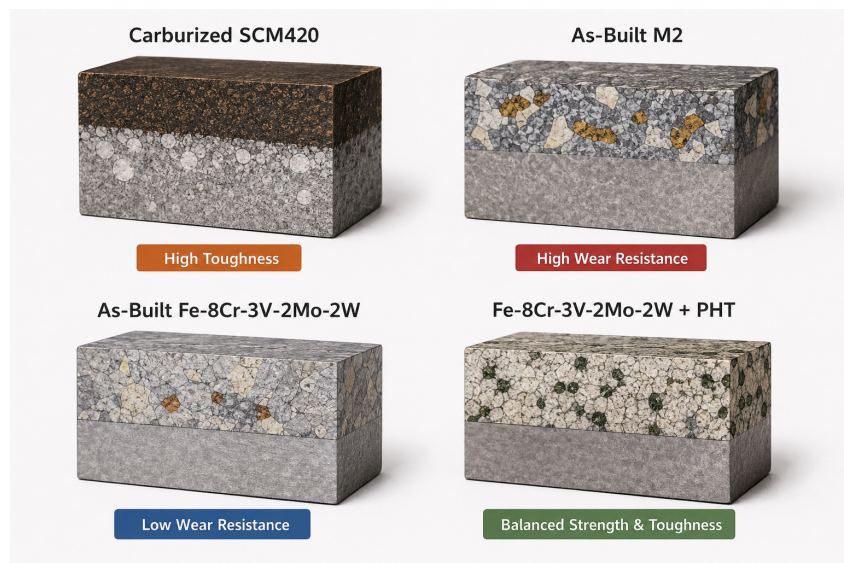 Carburized SCM420
As-Built M2
High Toughness
High Wear Resistance
As-Built Fe-8Cr-3V-2Mo-2W
Fe-8Cr-3V-2Mo-2W + PHT
Low Wear Resistance
Balanced Strength & Toughness